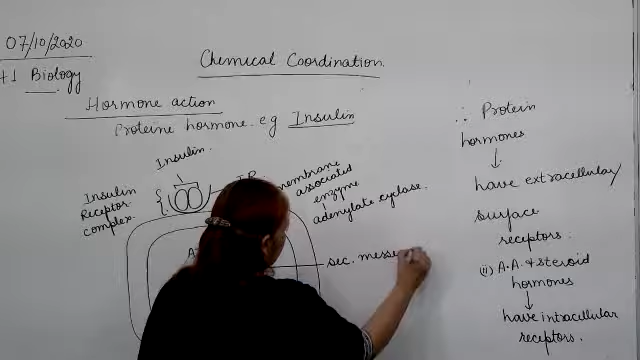 07/10/2020
+1 Biology
Chemical Coordination.
Hormone action
Proteine hormone. eg Insulin
Insulin.
Insulin
Receptor
complex.
IR
membrane
associated
enzyme
adenylate cyclase.
A
sec. messe
∴ Protein
hormones
↓
have extracellular/
surface
receptors.
(ii) A.A. & steroid
hormones
↓
have intracellular
receptors.